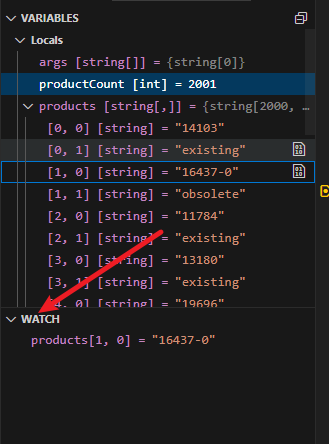 VARIABLES
Locals
args [string[]] = {string[0]}
productCount [int] = 2001
products [string[,]] = {string[2000, ...
[0, 0] [string] = "14103"
[0, 1] [string] = "existing"
[1, 0] [string] = "16437-0"
[1, 1] [string] = "obsolete"
[2, 0] [string] = "11784"
[2, 1] [string] = "existing"
[3, 0] [string] = "13180"
[3, 1] [string] = "existing"
[4, 0] [string] = "19696"
WATCH
products[1, 0] = "16437-0"